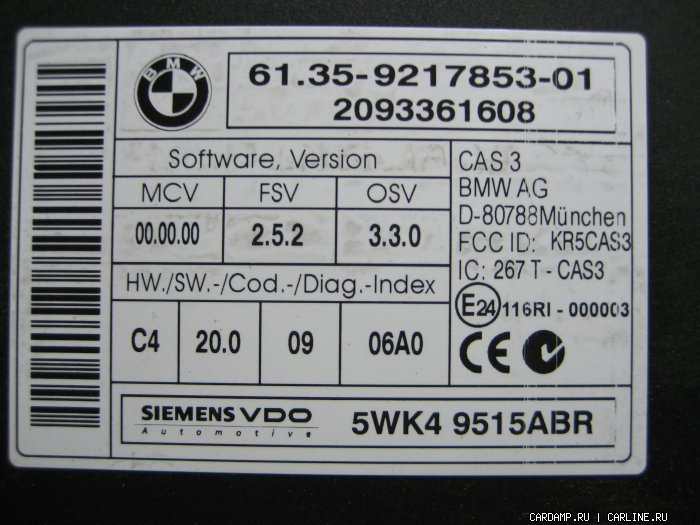 BMW
61.35-9217853-01
2093361608
Software, Version
MCV FSV OSV
00.00.00 2.5.2 3.3.0
HW./SW.-/Cod.-/Diag.-Index
C4 20.0 09 06A0
CAS 3
BMW AG
D-80788München
FCC ID: KR5CAS3
IC: 267 T - CAS3
E24 116RI - 000003
CE
SIEMENS VDO
Automotive
5WK4 9515ABR
CARDAMP.RU | CARLINE.RU